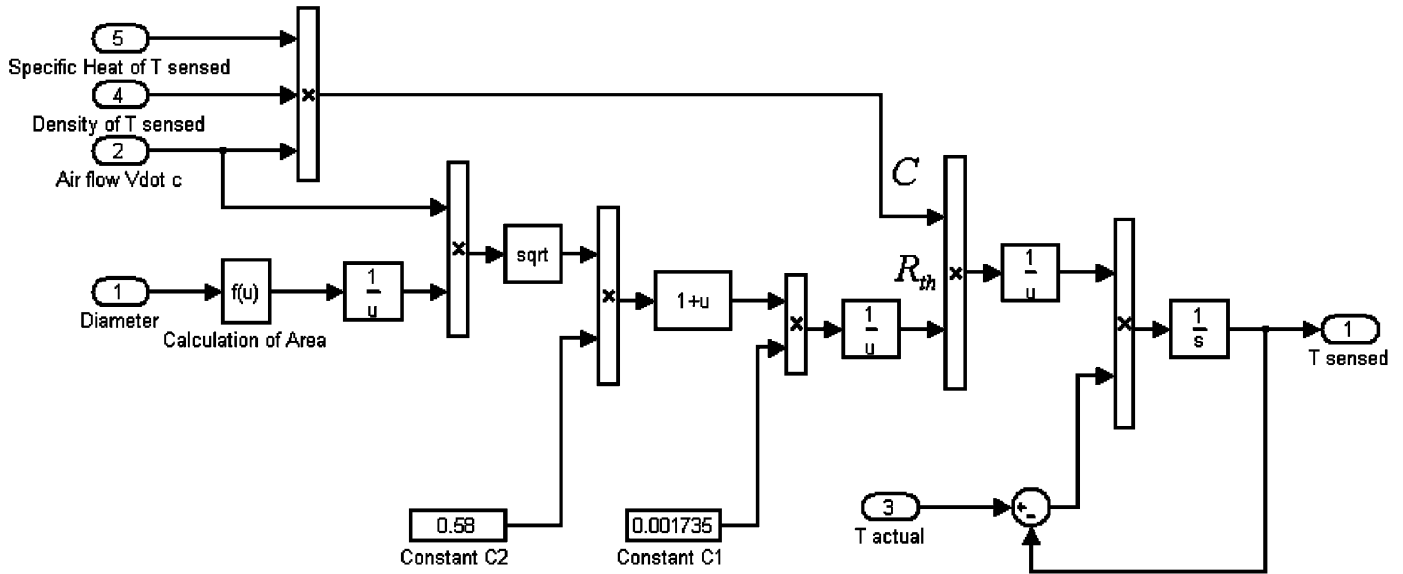 5
Specific Heat of T sensed
4
×
Density of T sensed
2
Air flow Vdot c
C
×
sqrt
R_th
×
1
u
×
1
Diameter
f(u)
Calculation of Area
1
u
×
1+u
×
1
u
×
1
s
1
T sensed
0.58
Constant C2
0.001735
Constant C1
3
T actual
+
-